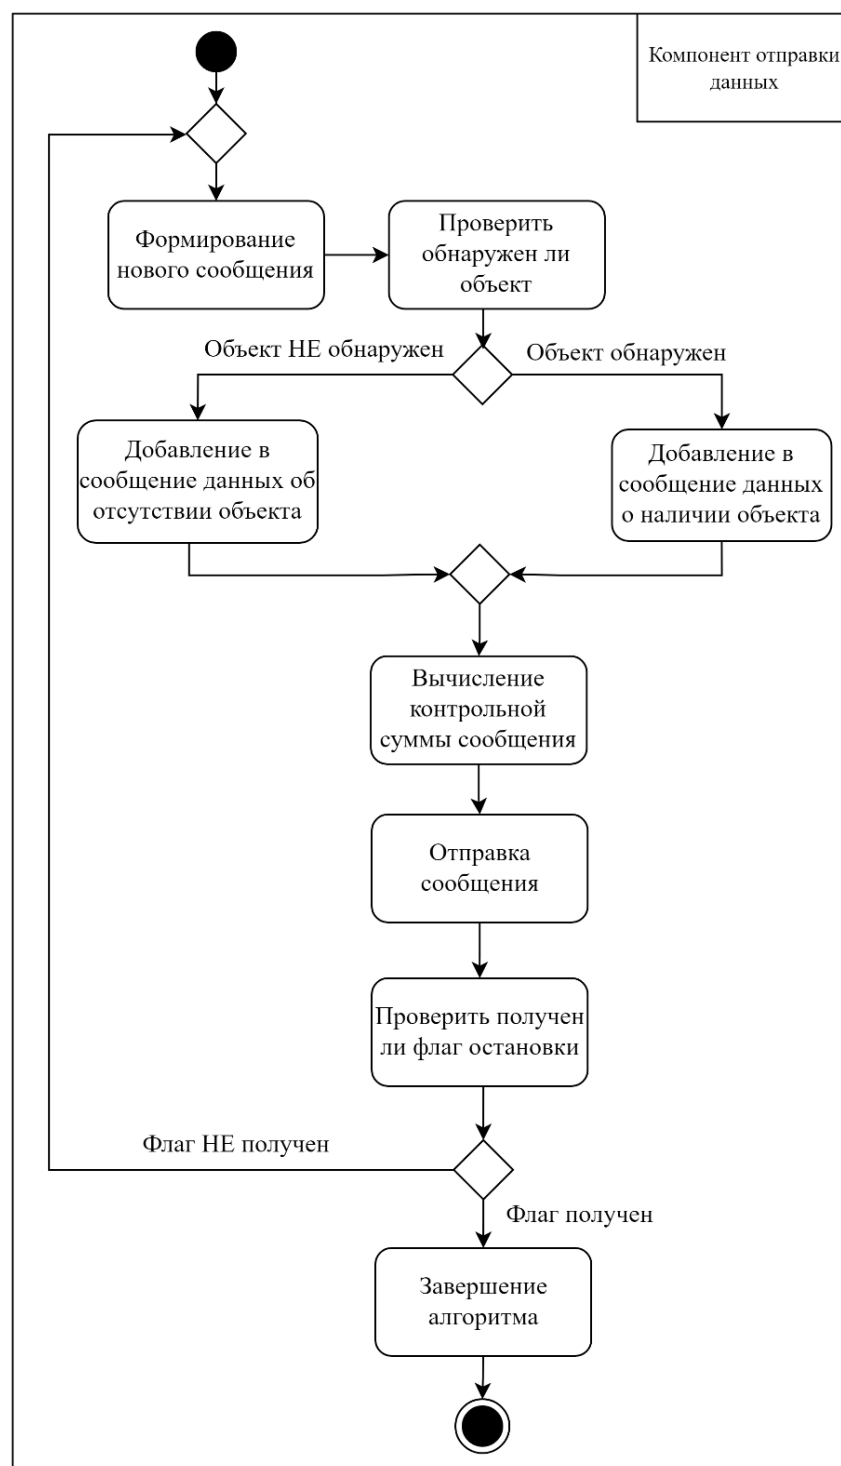 Компонент отправки
данных
Формирование
нового сообщения
Проверить
обнаружен ли
объект
Объект НЕ обнаружен
Объект обнаружен
Добавление в
сообщение данных об
отсутствии объекта
Добавление в
сообщение данных
о наличии объекта
Вычисление
контрольной
суммы сообщения
Отправка
сообщения
Проверить получен
ли флаг остановки
Флаг НЕ получен
Флаг получен
Завершение
алгоритма